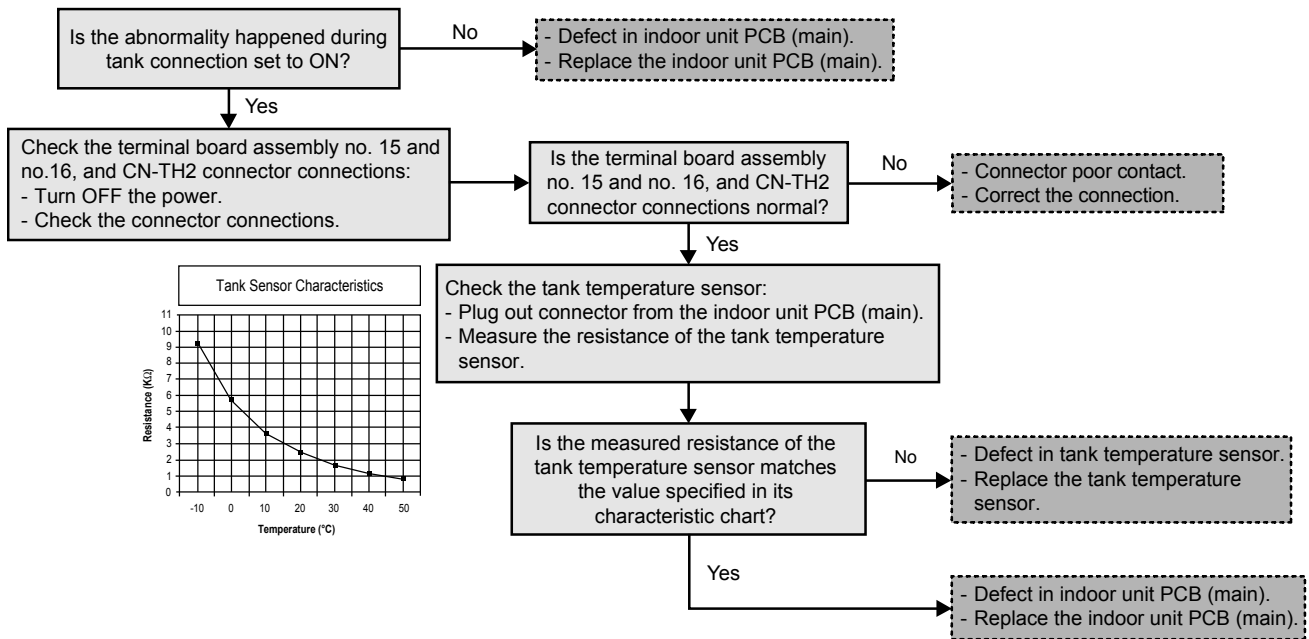 Is the abnormality happened during
tank connection set to ON?
No
- Defect in indoor unit PCB (main).
- Replace the indoor unit PCB (main).
Yes
Check the terminal board assembly no. 15 and
no.16, and CN-TH2 connector connections:
- Turn OFF the power.
- Check the connector connections.
Is the terminal board assembly
no. 15 and no. 16, and CN-TH2
connector connections normal?
No
- Connector poor contact.
- Correct the connection.
Yes
Check the tank temperature sensor:
- Plug out connector from the indoor unit PCB (main).
- Measure the resistance of the tank temperature
sensor.
Tank Sensor Characteristics
11
10
9
8
7
6
5
4
3
2
1
0
Resistance (KΩ)
-10 0 10 20 30 40 50
Temperature (°C)
Is the measured resistance of the
tank temperature sensor matches
the value specified in its
characteristic chart?
No
- Defect in tank temperature sensor.
- Replace the tank temperature
sensor.
Yes
- Defect in indoor unit PCB (main).
- Replace the indoor unit PCB (main).